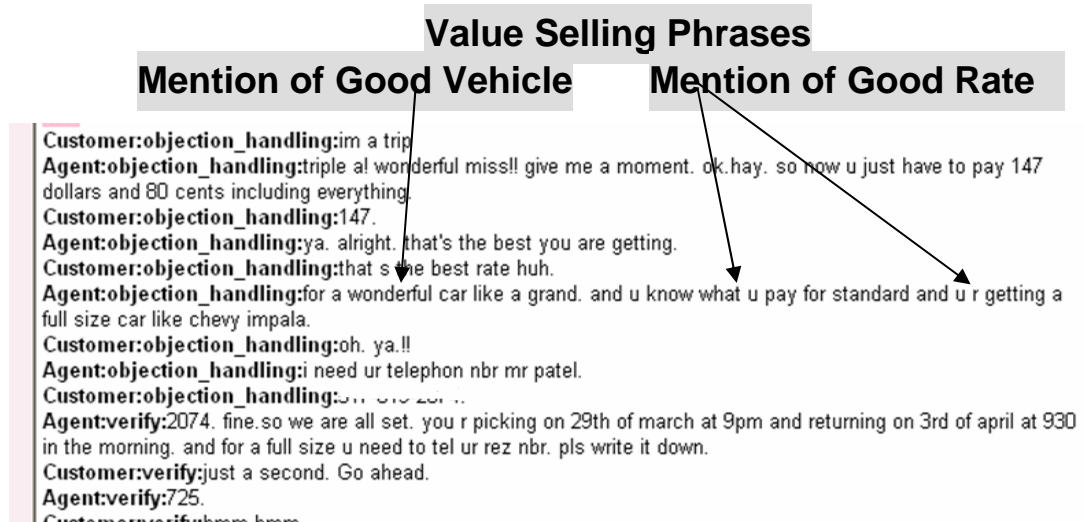 Value Selling Phrases
Mention of Good Vehicle Mention of Good Rate
Customer:objection_handling:im a trip
Agent:objection_handling:triple a! wonderful miss!! give me a moment. ok.hay. so now u just have to pay 147
dollars and 80 cents including everything.
Customer:objection_handling:147.
Agent:objection_handling:ya. alright. that's the best you are getting.
Customer:objection_handling:that s the best rate huh.
Agent:objection_handling:for a wonderful car like a grand. and u know what u pay for standard and u r getting a
full size car like chevy impala.
Customer:objection_handling:oh. ya.!!
Agent:objection_handling:i need ur telephon nbr mr patel.
Customer:objection_handling:
Agent:verify:2074. fine.so we are all set. you r picking on 29th of march at 9pm and returning on 3rd of april at 930
in the morning. and for a full size u need to tel ur rez nbr. pls write it down.
Customer:verify:just a second. Go ahead.
Agent:verify:725.
Customer:verify:hmm hmm